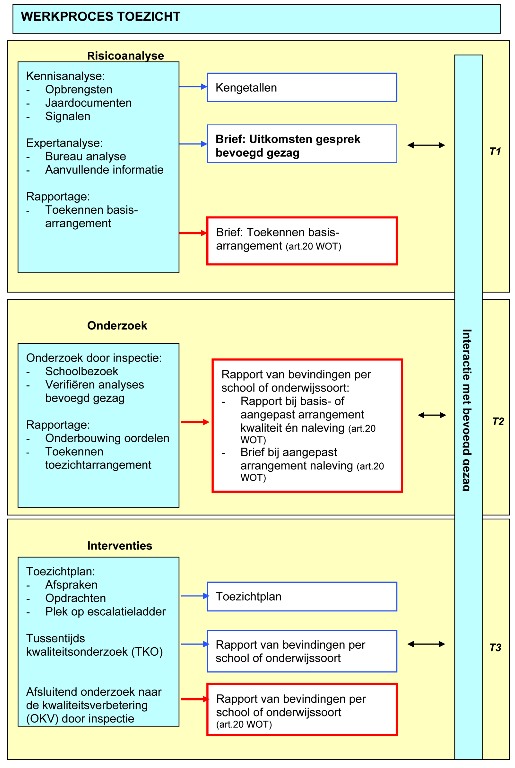 WERKPROCES TOEZICHT
Risicoanalyse
Kennisanalyse:
- Opbrengsten
- Jaardocumenten
- Signalen
Expertanalyse:
- Bureau analyse
- Aanvullende informatie
Rapportage:
- Toekennen basis-
arrangement
Kengetallen
Brief: Uitkomsten gesprek
bevoegd gezag
Brief: Toekennen basis-
arrangement (art.20 WOT)
T1
Onderzoek
Onderzoek door inspectie:
- Schoolbezoek
- Verifiëren analyses
bevoegd gezag
Rapportage:
- Onderbouwing oordelen
- Toekennen
toezichtarrangement
Rapport van bevindingen per
school of onderwijssoort:
- Rapport bij basis- of
aangepast arrangement
kwaliteit én naleving (art.20
WOT)
- Brief bij aangepast
arrangement naleving (art.20
WOT)
Interactie met bevoegd gezag
T2
Interventies
Toezichtplan:
- Afspraken
- Opdrachten
- Plek op escalatieladder
Tussentijds
kwaliteitsonderzoek (TKO)
Afsluitend onderzoek naar
de kwaliteitsverbetering
(OKV) door inspectie
Toezichtplan
Rapport van bevindingen per
school of onderwijssoort
Rapport van bevindingen per
school of onderwijssoort
(art.20 WOT)
T3